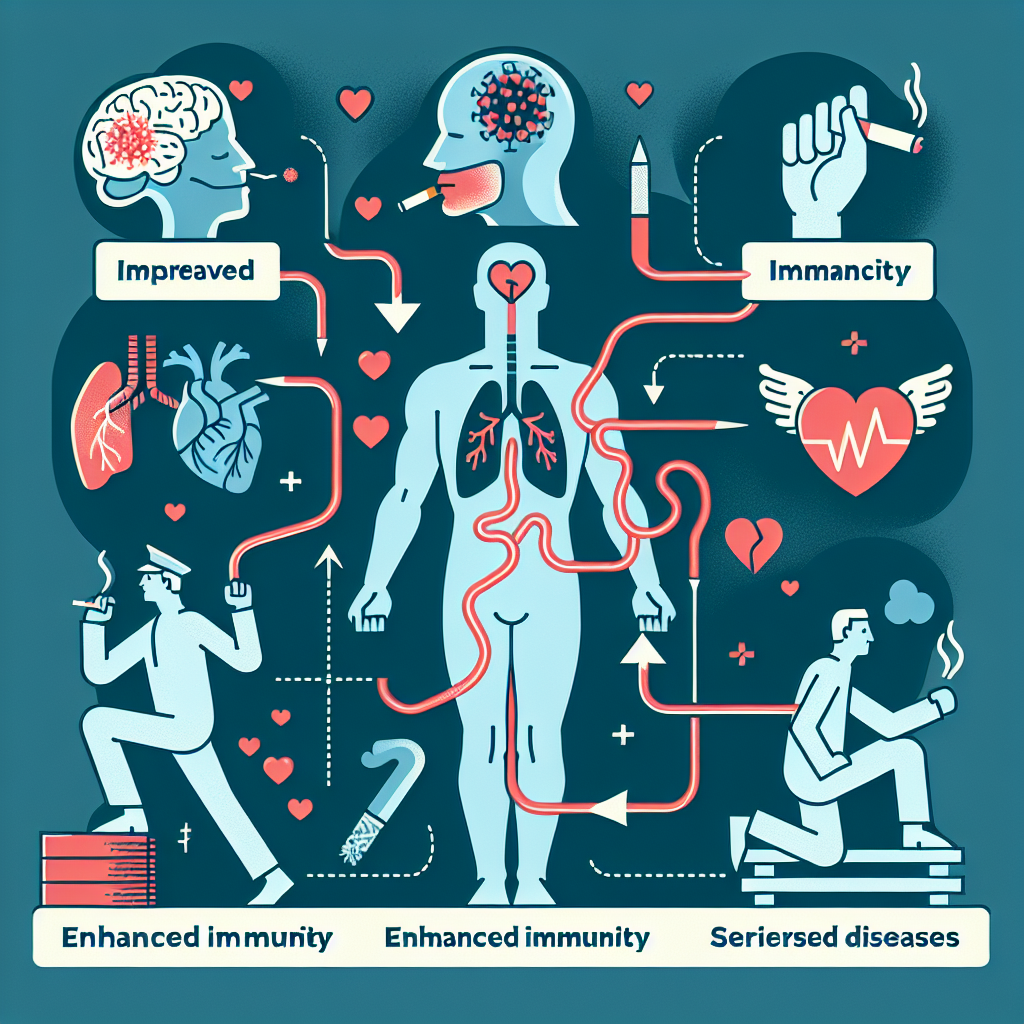 Impreaved
Immancity
Enhanced immunity
Enhanced immunity
Seriersed diseases